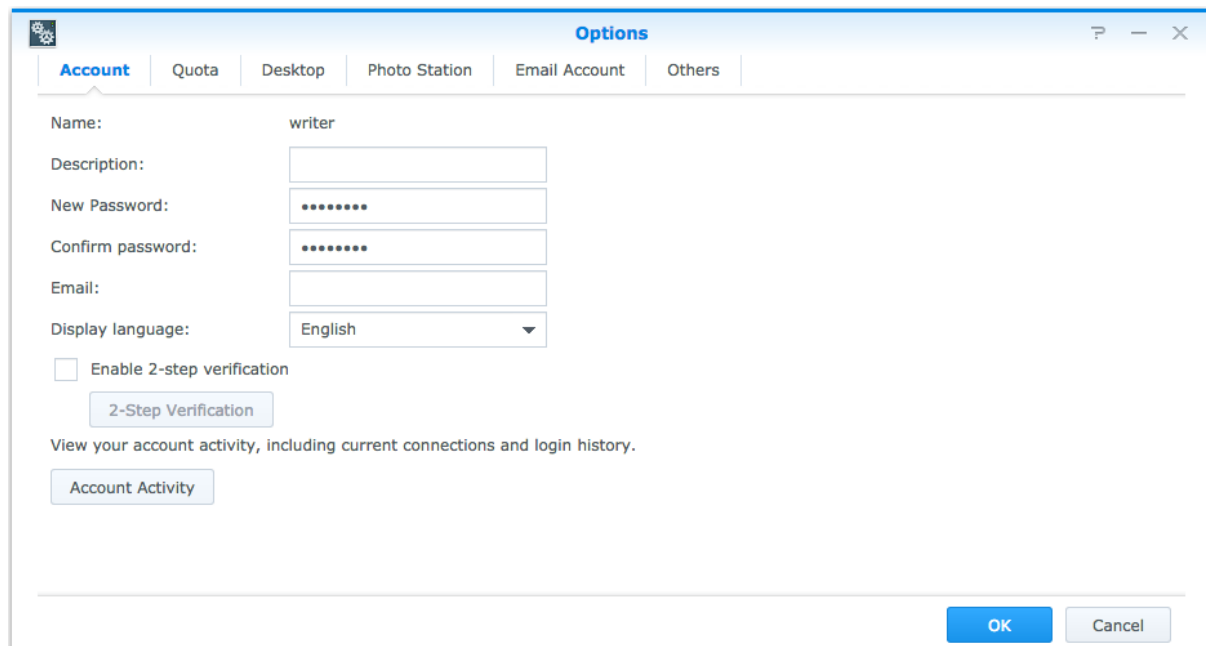 Options
Account Quota Desktop Photo Station Email Account Others
Name: writer
Description:
New Password: ••••••••
Confirm password: ••••••••
Email:
Display language: English
Enable 2-step verification
2-Step Verification
View your account activity, including current connections and login history.
Account Activity
OK Cancel